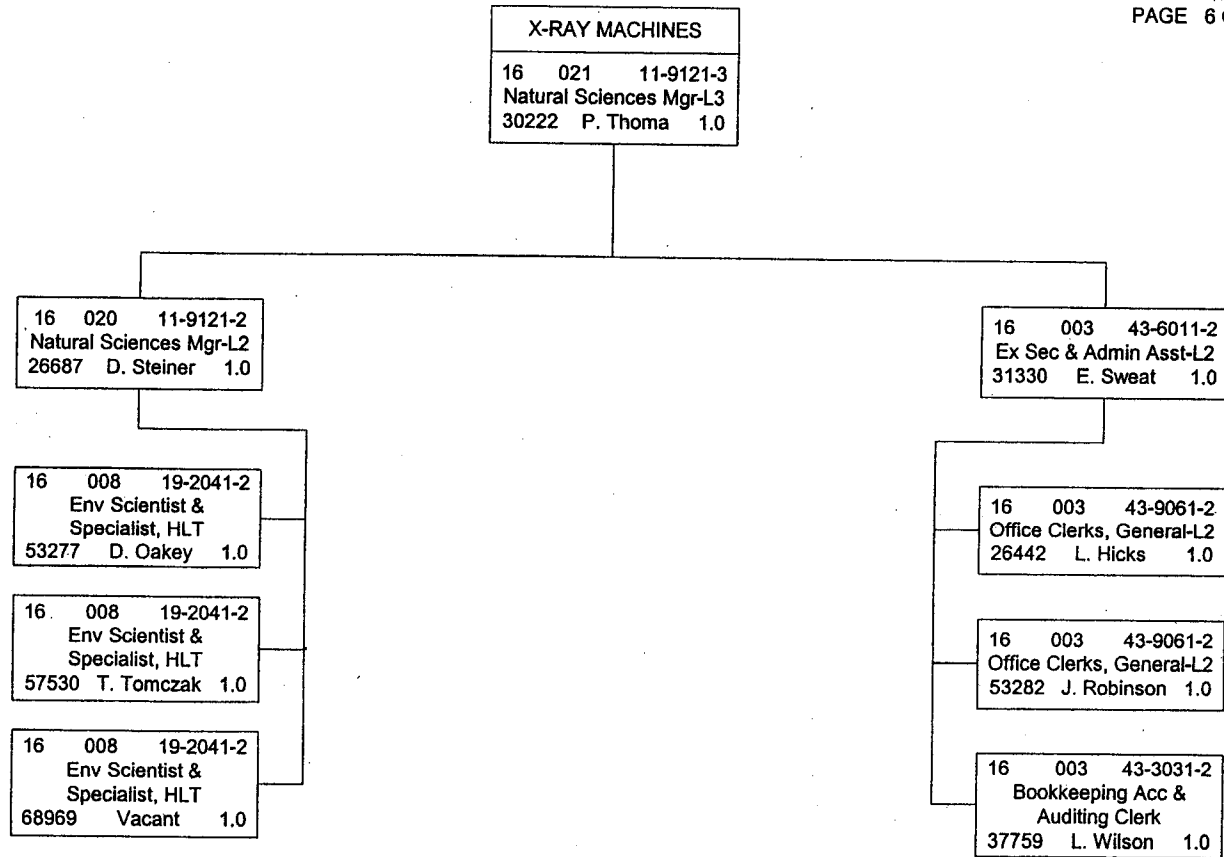 PAGE 6
X-RAY MACHINES
16 021 11-9121-3
Natural Sciences Mgr-L3
30222 P. Thoma 1.0
16 020 11-9121-2
Natural Sciences Mgr-L2
26687 D. Steiner 1.0
16 008 19-2041-2
Env Scientist &
Specialist, HLT
53277 D. Oakey 1.0
16 008 19-2041-2
Env Scientist &
Specialist, HLT
57530 T. Tomczak 1.0
16 008 19-2041-2
Env Scientist &
Specialist, HLT
68969 Vacant 1.0
16 003 43-6011-2
Ex Sec & Admin Asst-L2
31330 E. Sweat 1.0
16 003 43-9061-2
Office Clerks, General-L2
26442 L. Hicks 1.0
16 003 43-9061-2
Office Clerks, General-L2
53282 J. Robinson 1.0
16 003 43-3031-2
Bookkeeping Acc &
Auditing Clerk
37759 L. Wilson 1.0